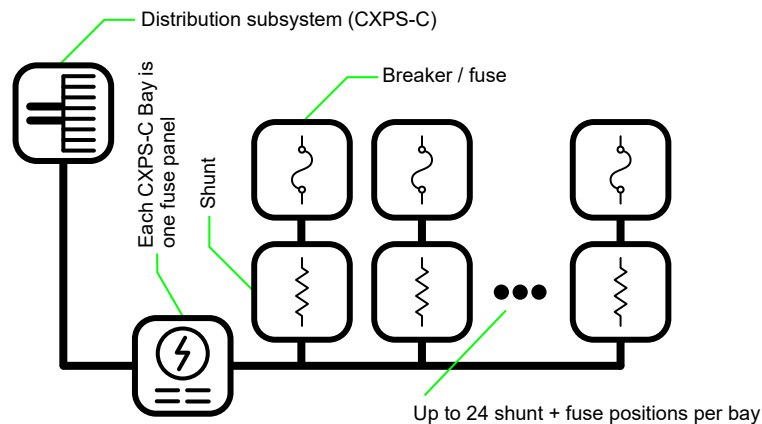 Distribution subsystem (CXPS-C)
Breaker / fuse
Each CXPS-C Bay is
one fuse panel
Shunt
Up to 24 shunt + fuse positions per bay